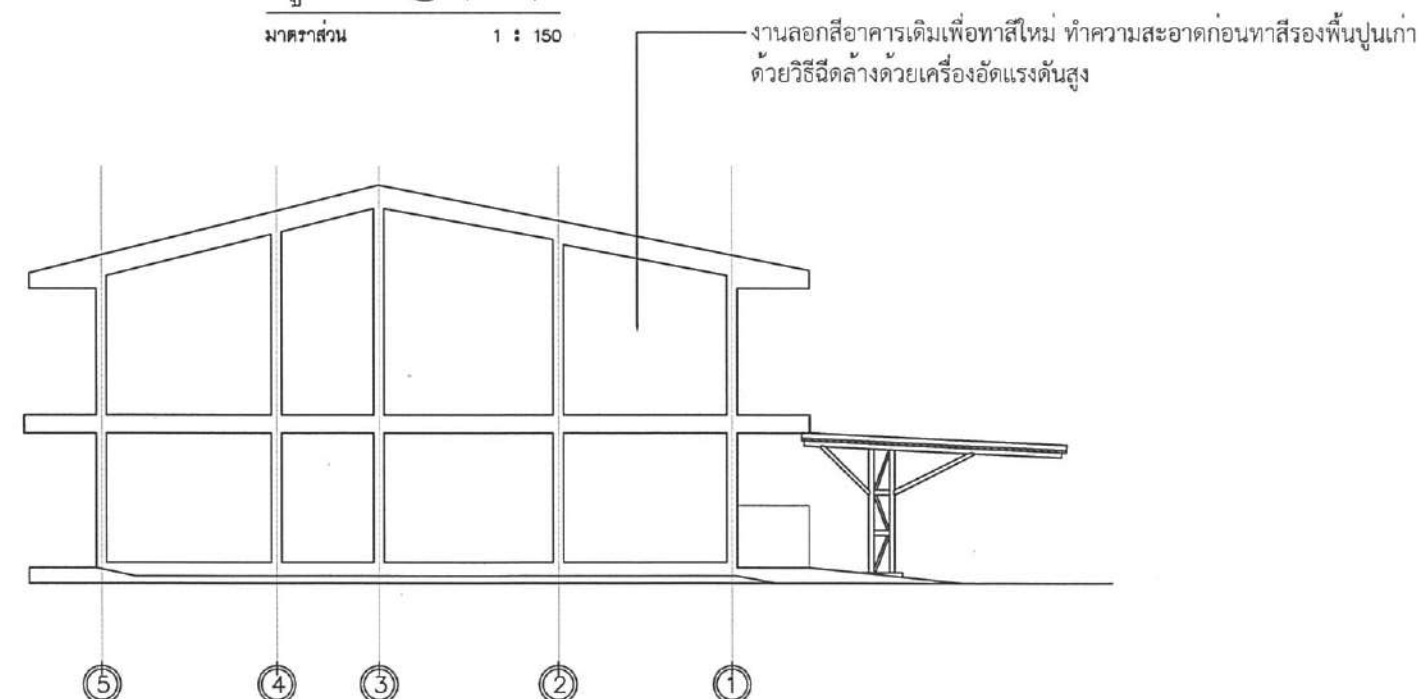 มาตราส่วน 1 : 150
งานลอกสีอาคารเดิมเพื่อทาสีใหม่ ทำความสะอาดก่อนทาสีรองพื้นปูนเก่า
ด้วยวิธีฉีดล้างด้วยเครื่องอัดแรงดันสูง
5 4 3 2 1